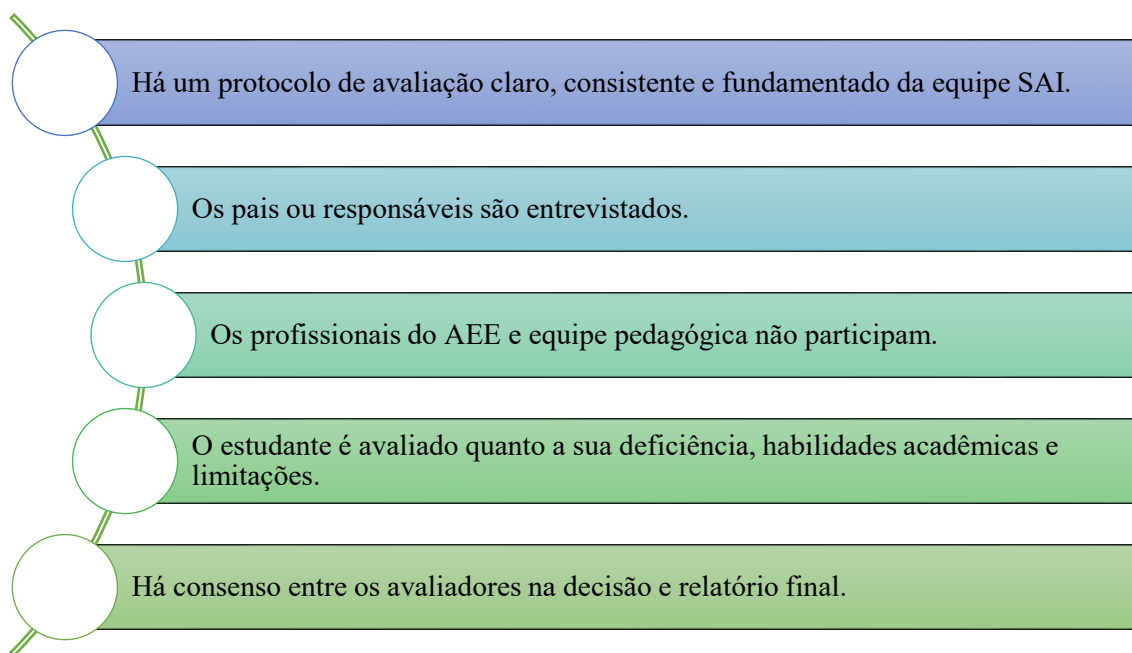 Há um protocolo de avaliação claro, consistente e fundamentado da equipe SAI.
Os pais ou responsáveis são entrevistados.
Os profissionais do AEE e equipe pedagógica não participam.
O estudante é avaliado quanto a sua deficiência, habilidades acadêmicas e
limitações.
Há consenso entre os avaliadores na decisão e relatório final.